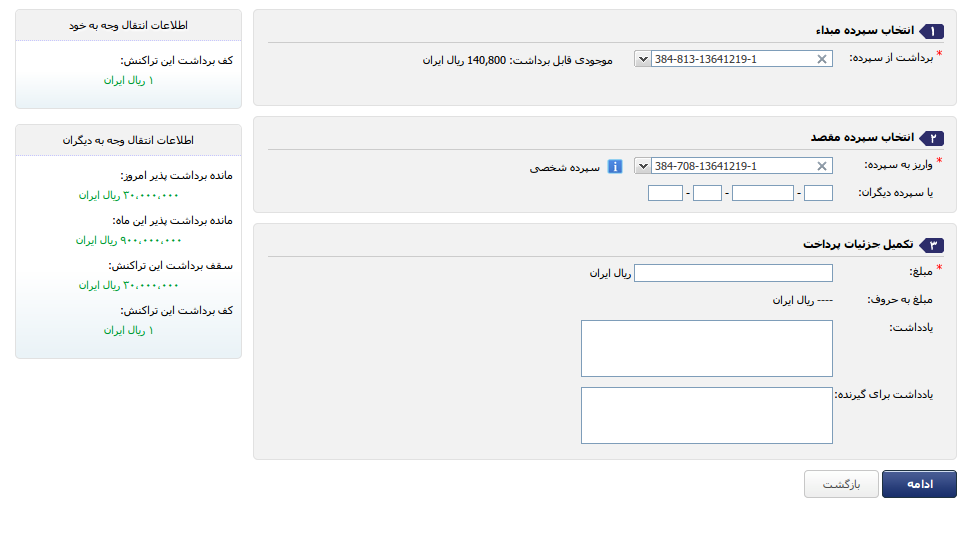 ۱ انتخاب سپرده مبداء
* برداشت از سپرده: 384-813-13641219-1 موجودی قابل برداشت: 140,800 ریال ایران
۲ انتخاب سپرده مقصد
* واریز به سپرده: 384-708-13641219-1 سپرده شخصی
یا سپرده دیگران: - - -
۳ تکمیل جزئیات پرداخت
* مبلغ: ریال ایران
مبلغ به حروف: ---- ریال ایران
یادداشت:
یادداشت برای گیرنده:
ادامه
بازگشت
اطلاعات انتقال وجه به خود
کف برداشت این تراکنش:
۱ ریال ایران
اطلاعات انتقال وجه به دیگران
مانده برداشت پذیر امروز:
۳۰،۰۰۰،۰۰۰ ریال ایران
مانده برداشت پذیر این ماه:
۹۰۰،۰۰۰،۰۰۰ ریال ایران
سقف برداشت این تراکنش:
۳۰،۰۰۰،۰۰۰ ریال ایران
کف برداشت این تراکنش:
۱ ریال ایران